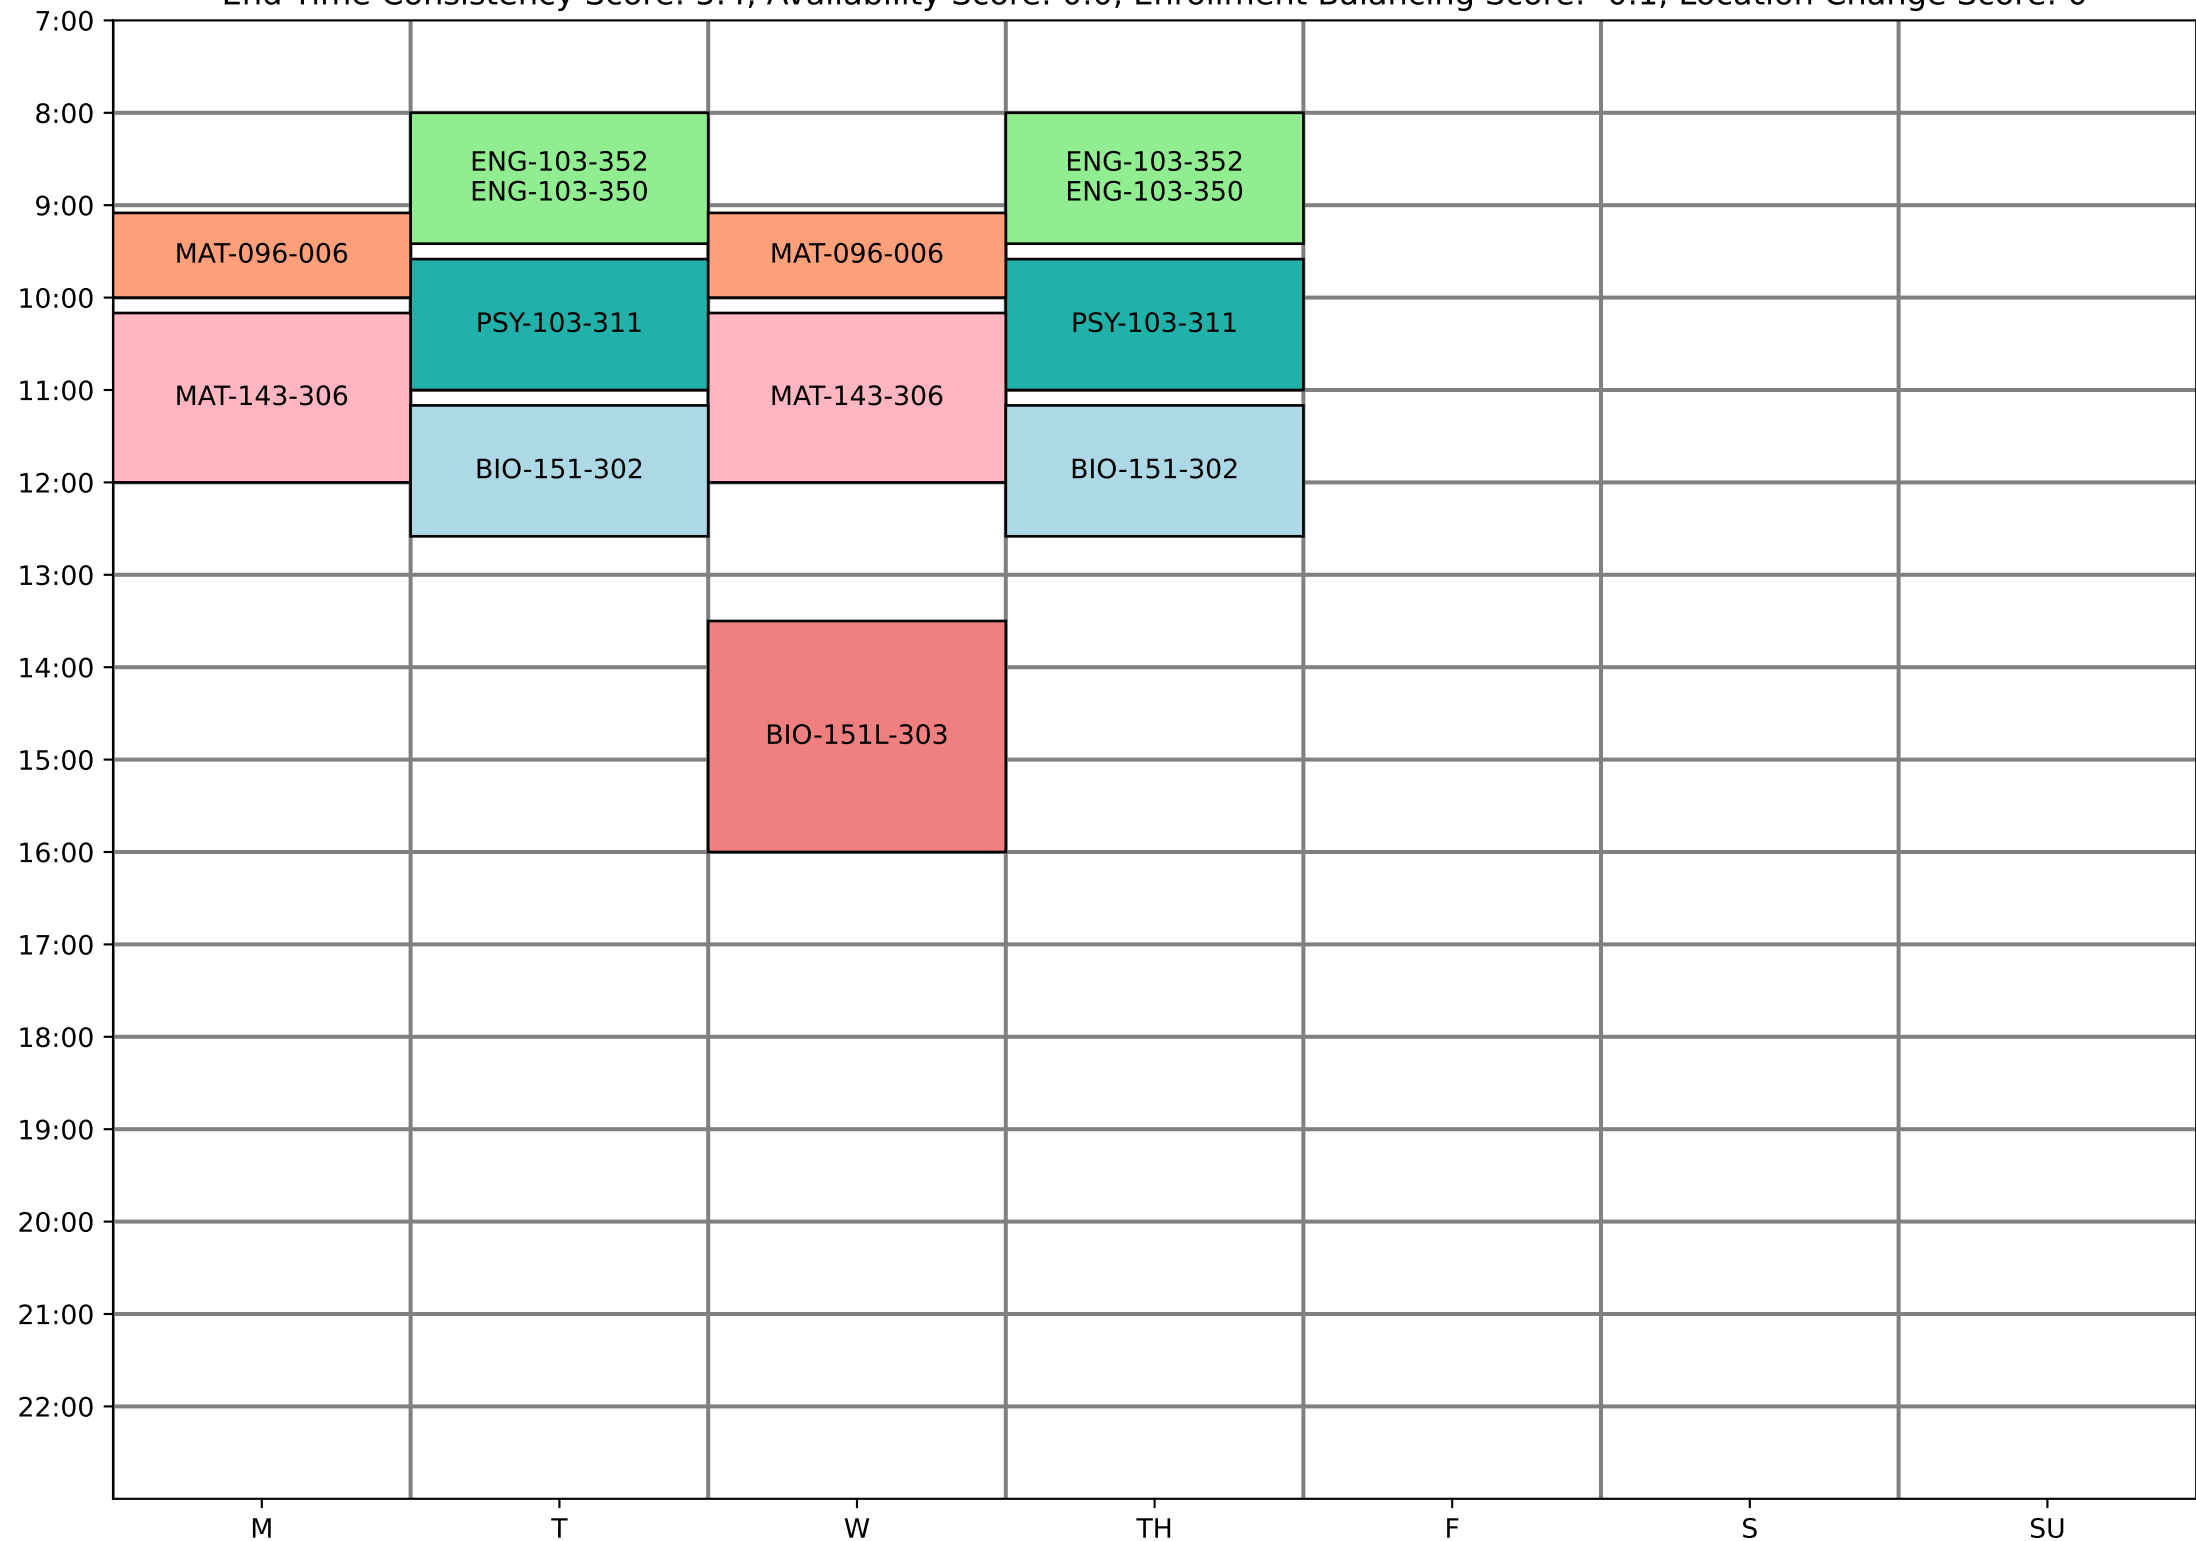 7:00
8:00
9:00
10:00
11:00
12:00
13:00
14:00
15:00
16:00
17:00
18:00
19:00
20:00
21:00
22:00
MAT-096-006
MAT-143-306
ENG-103-352
ENG-103-350
PSY-103-311
BIO-151-302
MAT-096-006
MAT-143-306
BIO-151L-303
ENG-103-352
ENG-103-350
PSY-103-311
BIO-151-302
M
T
W
TH
F
S
SU